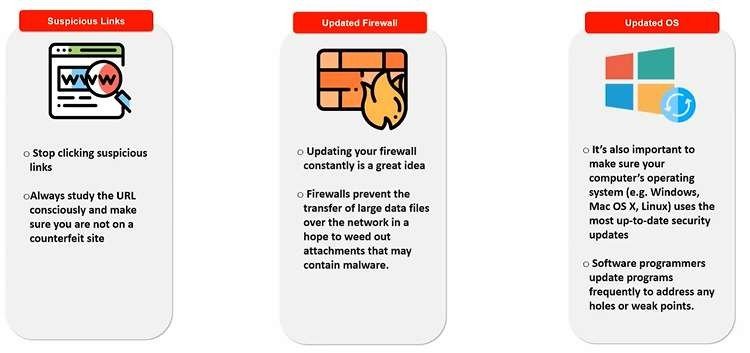 Suspicious Links
www
○ Stop clicking suspicious
links
○Always study the URL
consciously and make
sure you are not on a
counterfeit site
Updated Firewall
○ Updating your firewall
constantly is a great idea
○ Firewalls prevent the
transfer of large data files
over the network in a
hope to weed out
attachments that may
contain malware.
Updated OS
○ It's also important to
make sure your
computer's operating
system (e.g. Windows,
Mac OS X, Linux) uses the
most up-to-date security
updates
○ Software programmers
update programs
frequently to address any
holes or weak points.